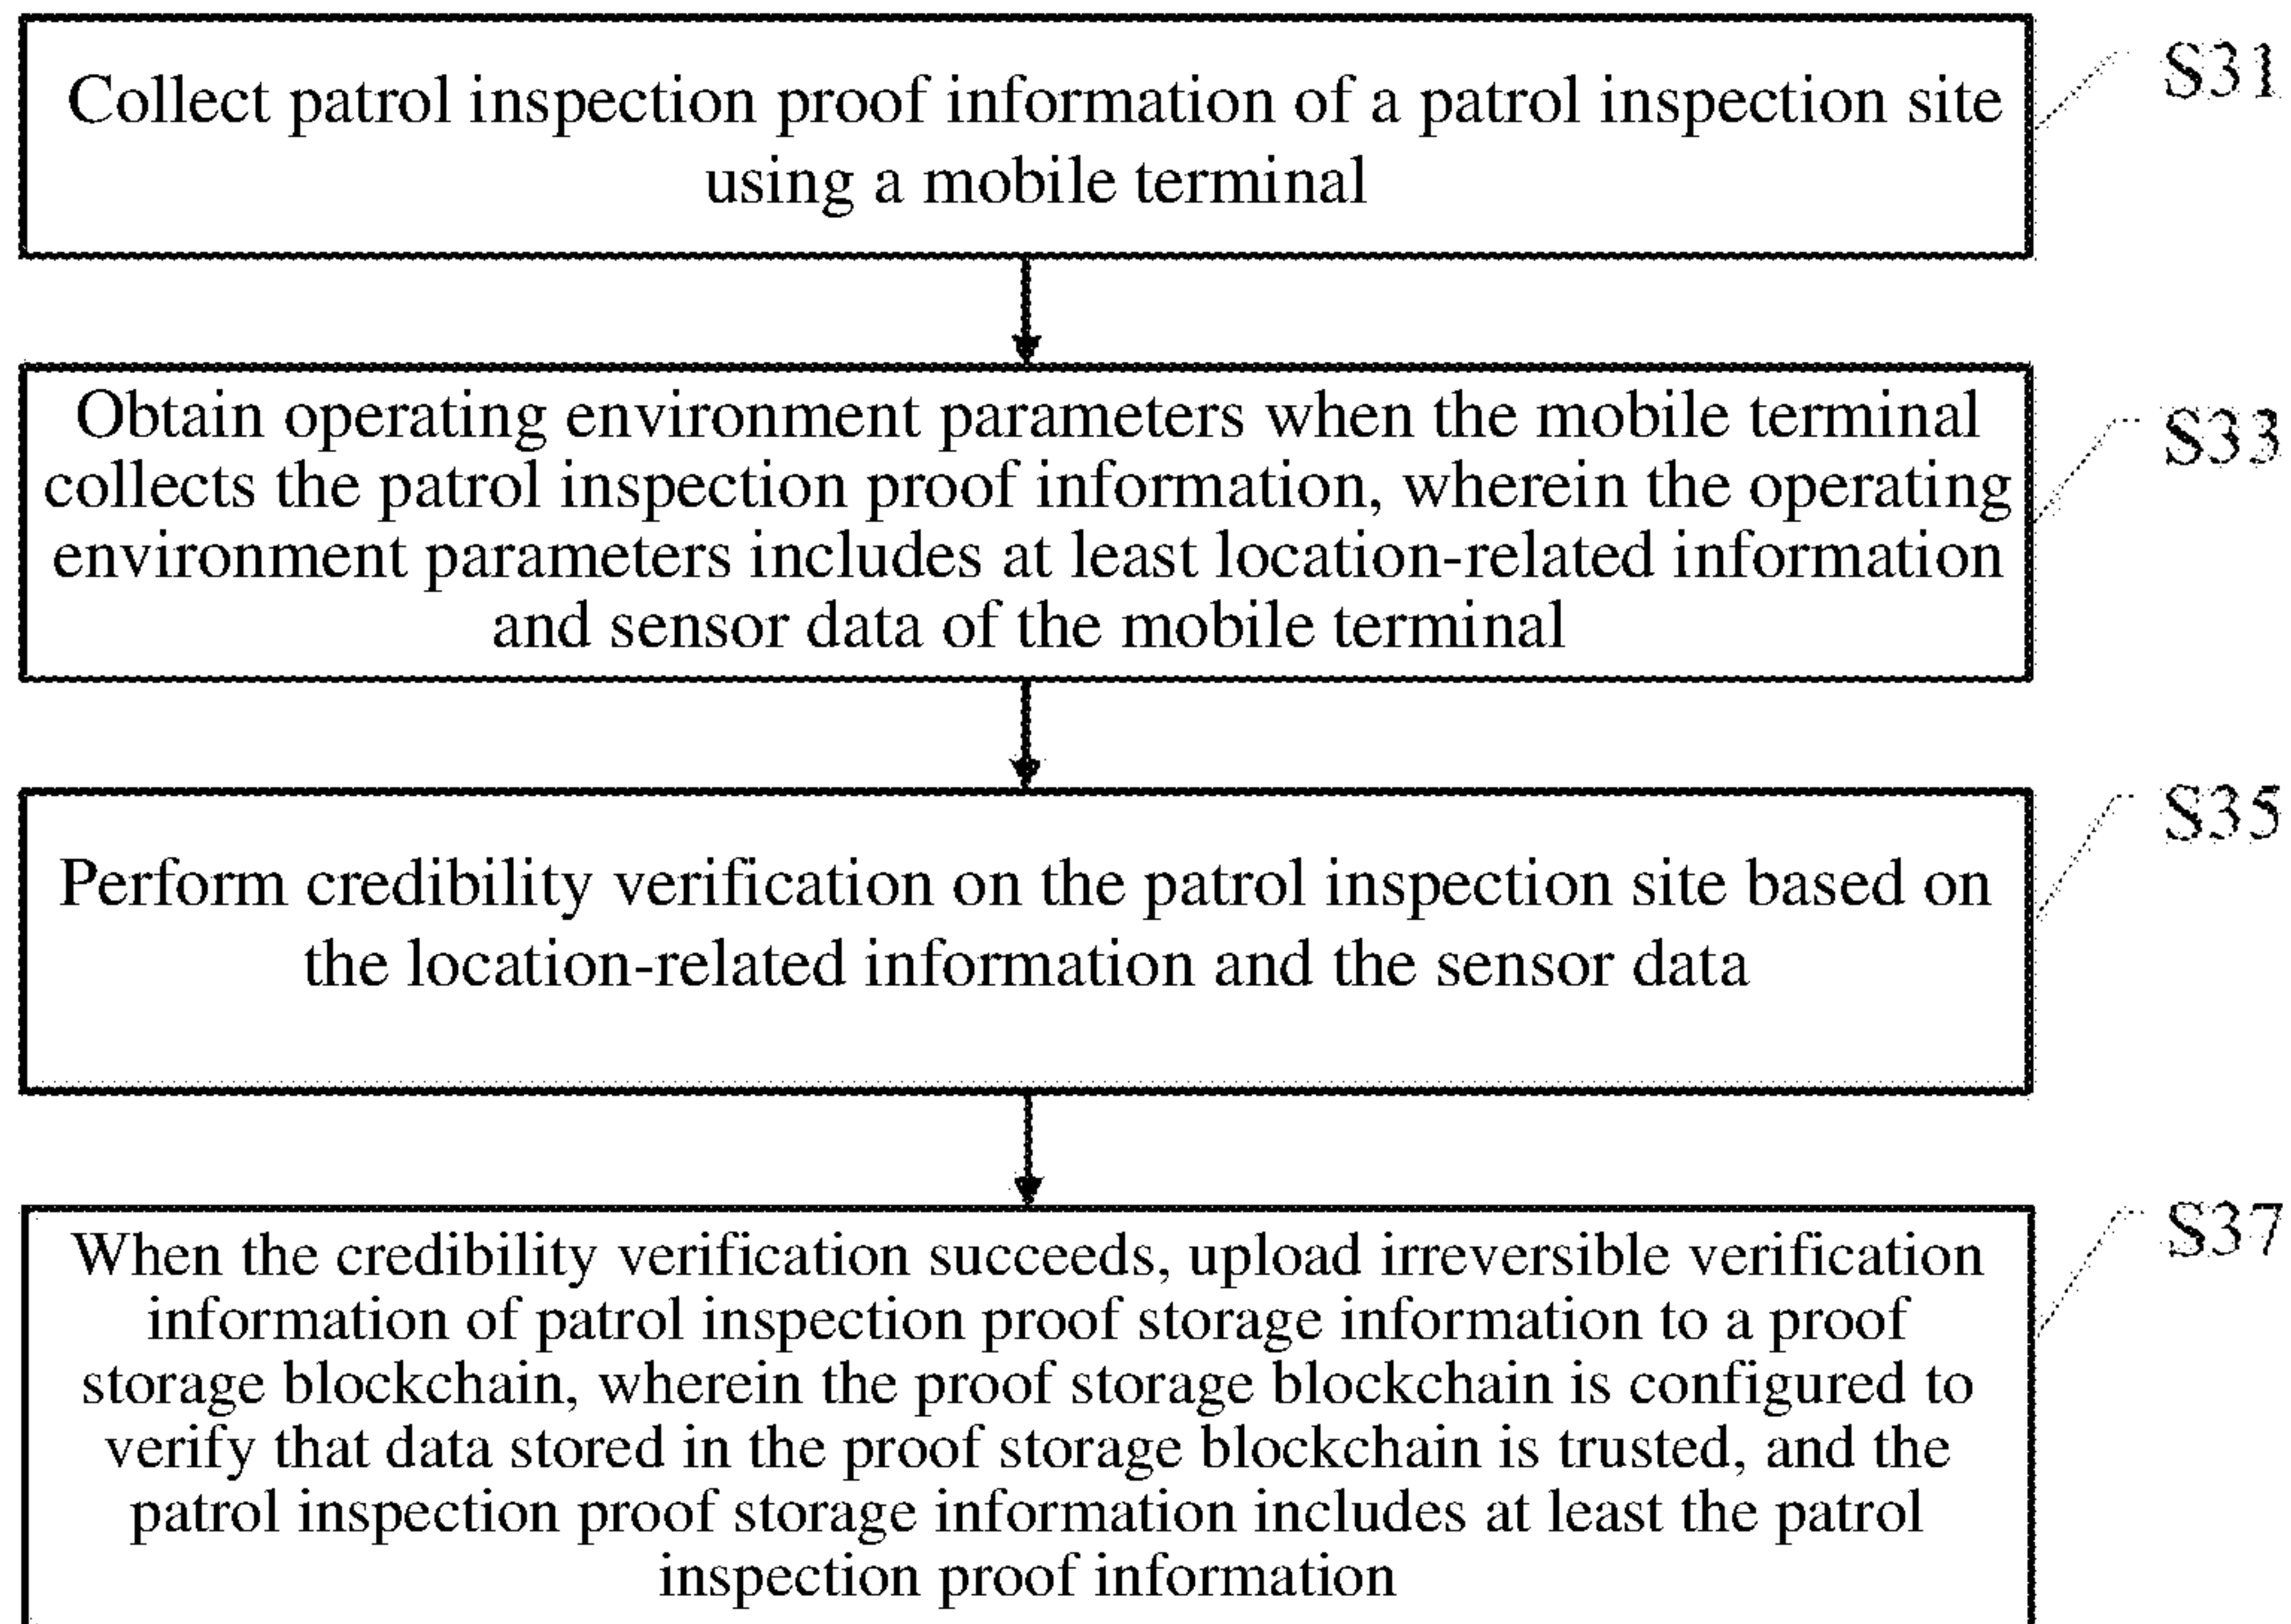 Collect patrol inspection proof information of a patrol inspection site
using a mobile terminal
S31
Obtain operating environment parameters when the mobile terminal
collects the patrol inspection proof information, wherein the operating
environment parameters includes at least location-related information
and sensor data of the mobile terminal
S33
Perform credibility verification on the patrol inspection site based on
the location-related information and the sensor data
S35
When the credibility verification succeeds, upload irreversible verification
information of patrol inspection proof storage information to a proof
storage blockchain, wherein the proof storage blockchain is configured to
verify that data stored in the proof storage blockchain is trusted, and the
patrol inspection proof storage information includes at least the patrol
inspection proof information
S37